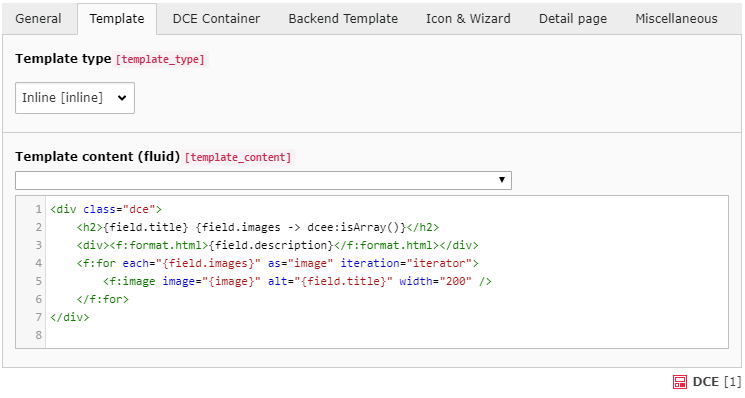 General Template DCE Container Backend Template Icon & Wizard Detail page Miscellaneous
Template type [template_type]
Inline [inline]
Template content (fluid) [template_content]
1 <div class="dce">
2     <h2>{field.title} {field.images -> dcee:isArray()}</h2>
3     <div><f:format.html>{field.description}</f:format.html></div>
4     <f:for each="{field.images}" as="image" iteration="iterator">
5         <f:image image="{image}" alt="{field.title}" width="200" />
6     </f:for>
7 </div>
8
DCE [1]